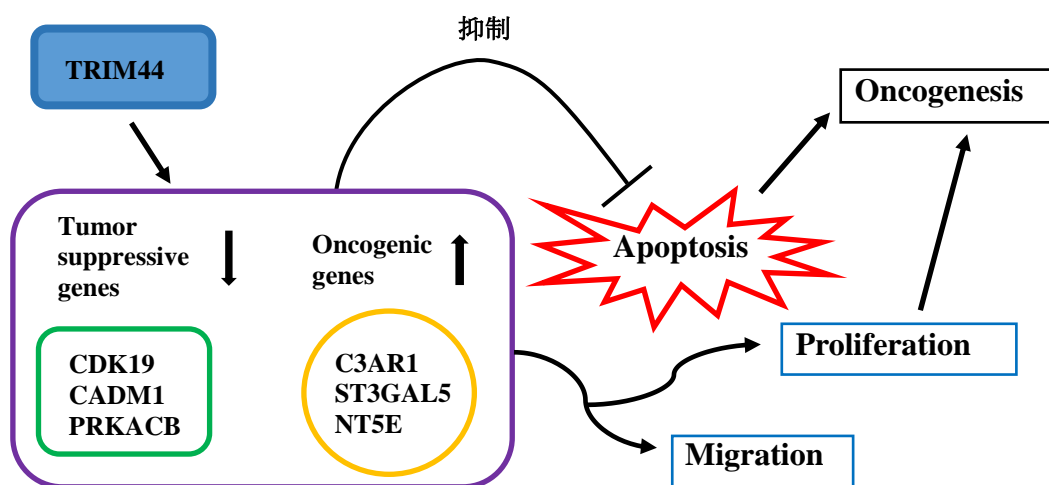 抑制
TRIM44
Oncogenesis
Tumor
suppressive
genes
Oncogenic
genes
Apoptosis
CDK19
CADM1
PRKACB
C3AR1
ST3GAL5
NT5E
Proliferation
Migration